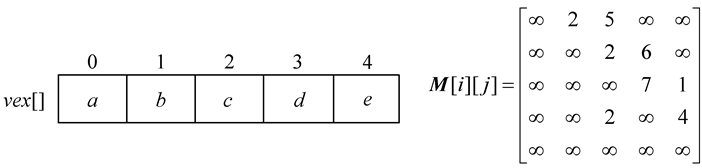 0 1 2 3 4
vex[] a b c d e
M[i][j]=
∞ 2 5 ∞ ∞
∞ ∞ 2 6 ∞
∞ ∞ ∞ 7 1
∞ ∞ 2 ∞ 4
∞ ∞ ∞ ∞ ∞